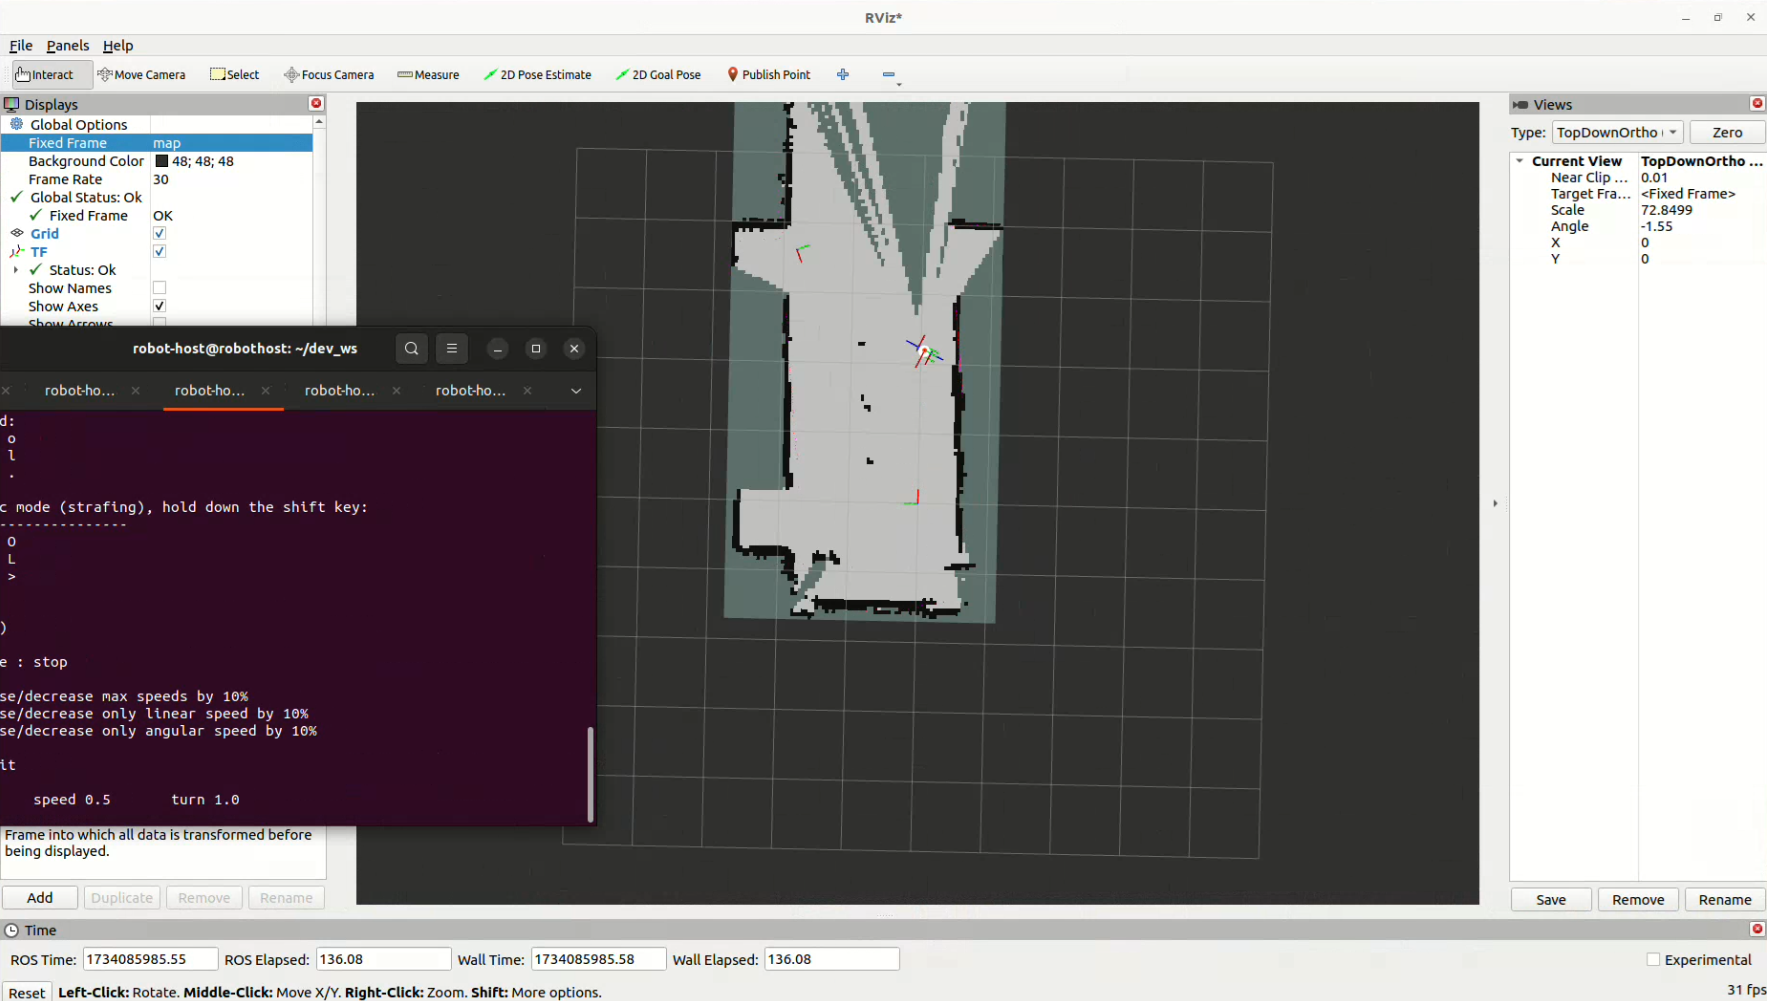 RViz*
File Panels Help
Interact Move Camera Select Focus Camera Measure 2D Pose Estimate 2D Goal Pose Publish Point
Displays
Global Options
Fixed Frame map
Background Color 48; 48; 48
Frame Rate 30
Global Status: Ok
Fixed Frame OK
Grid
TF
Status: Ok
Show Names
Show Axes
Show Arrows
robot-host@robothost: ~/dev_ws
robot-ho... robot-ho... robot-ho... robot-ho...
d:
o
l
.
c mode (strafing), hold down the shift key:
---------------
O
L
>
)
e : stop
se/decrease max speeds by 10%
se/decrease only linear speed by 10%
se/decrease only angular speed by 10%
it
speed 0.5 turn 1.0
Frame into which all data is transformed before
being displayed.
Add Duplicate Remove Rename
Views
Type: TopDownOrtho ( Zero
Current View TopDownOrtho ...
Near Clip ... 0.01
Target Fra... <Fixed Frame>
Scale 72.8499
Angle -1.55
X 0
Y 0
Save Remove Rename
Time
ROS Time: 1734085985.55 ROS Elapsed: 136.08 Wall Time: 1734085985.58 Wall Elapsed: 136.08 Experimental
Reset Left-Click: Rotate. Middle-Click: Move X/Y. Right-Click: Zoom. Shift: More options. 31 fps